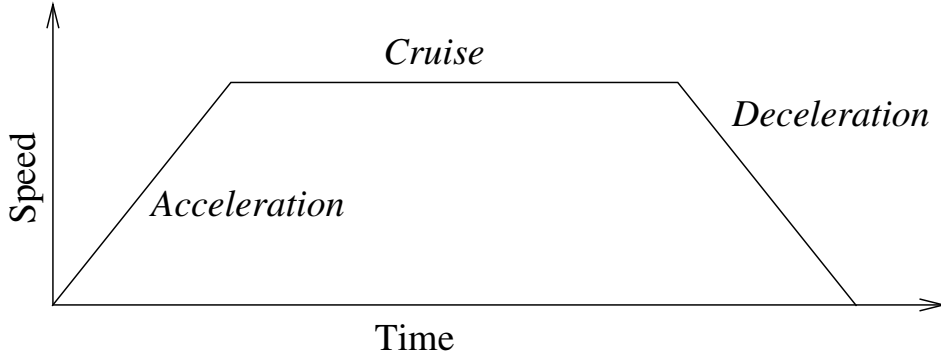 Cruise
Deceleration
Speed
Acceleration
Time